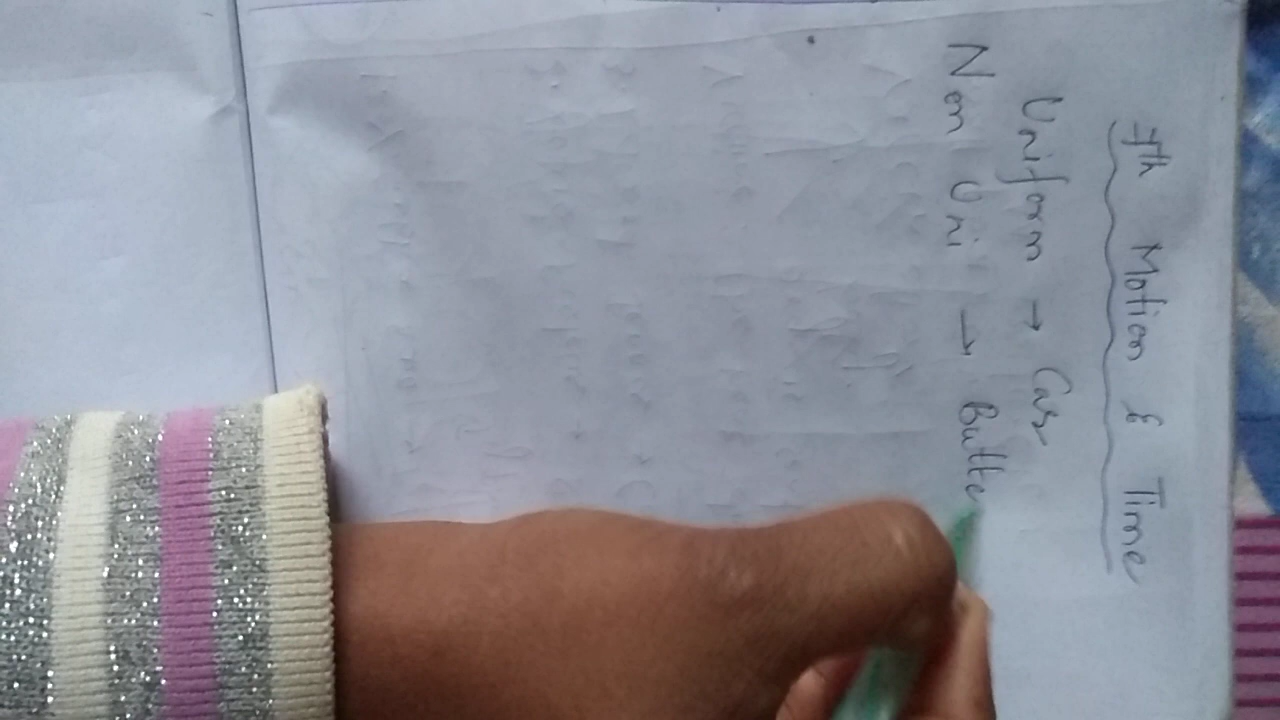 7th Motion & Time
Uniform → Car
Non Uni → Butte